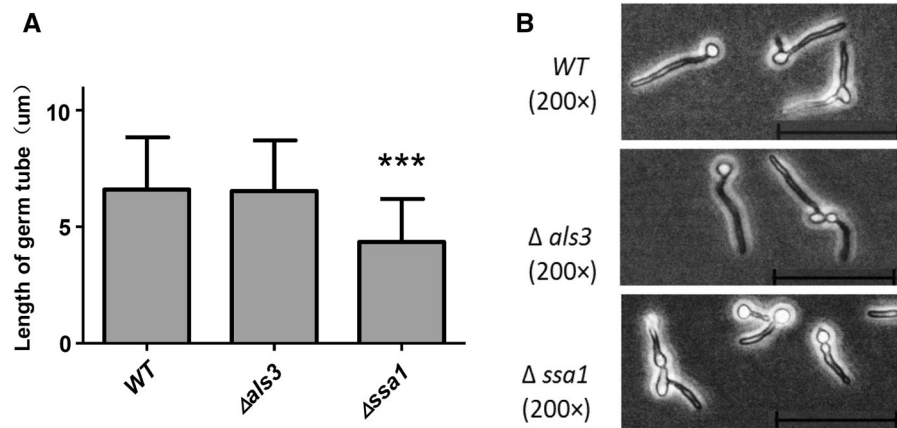 A
Length of germ tube（um）
10
5
0
***
WT
Δals3
Δssa1
B
WT
(200×)
Δ als3
(200×)
Δ ssa1
(200×)